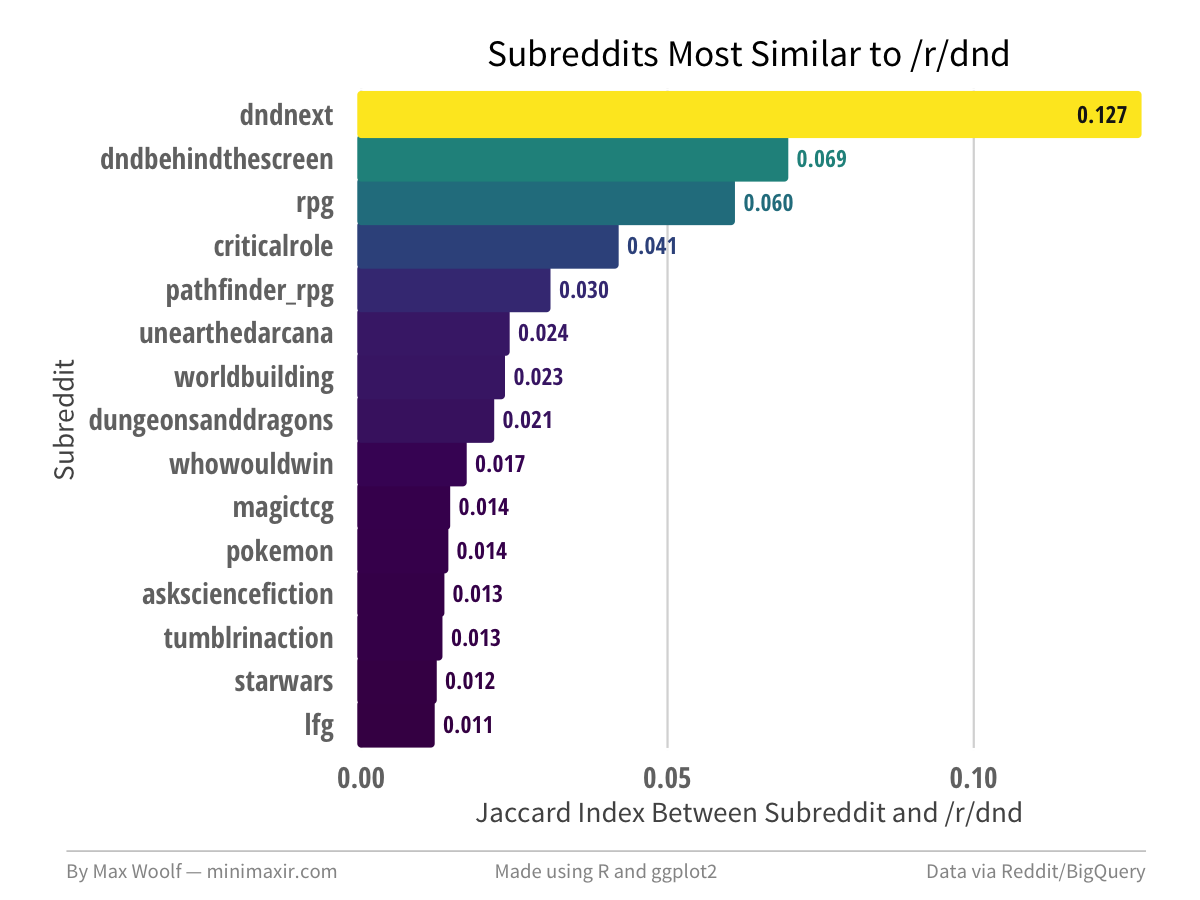 Subreddits Most Similar to /r/dnd
dndnext 0.127
dndbehindthescreen 0.069
rpg 0.060
criticalrole 0.041
pathfinder_rpg 0.030
unearthedarcana 0.024
worldbuilding 0.023
dungeonsanddragons 0.021
whowouldwin 0.017
magictcg 0.014
pokemon 0.014
asksciencefiction 0.013
tumblrinaction 0.013
starwars 0.012
lfg 0.011
Subreddit
0.00 0.05 0.10
Jaccard Index Between Subreddit and /r/dnd
By Max Woolf — minimaxir.com
Made using R and ggplot2
Data via Reddit/BigQuery